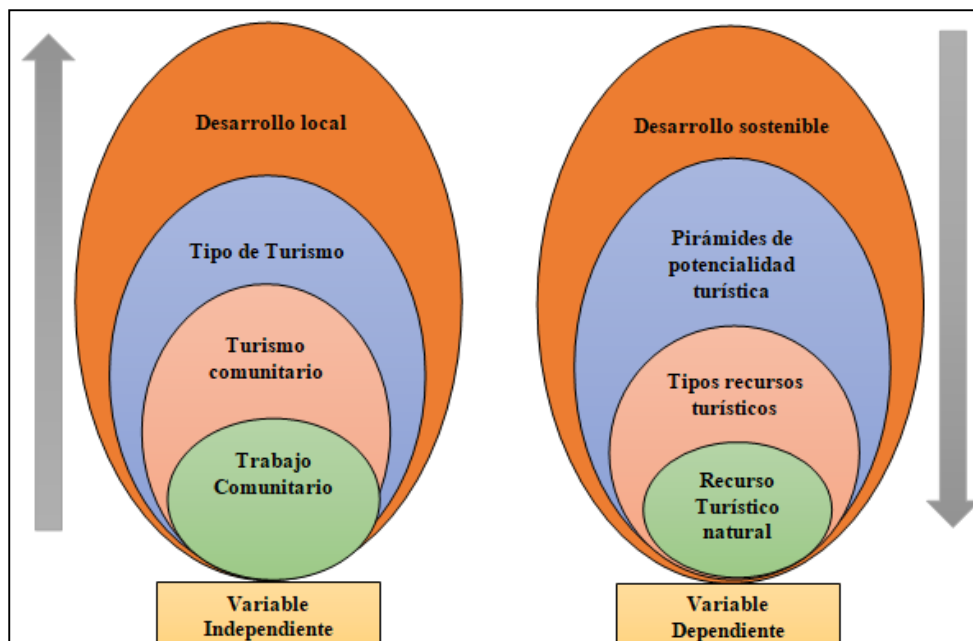 Desarrollo local
Tipo de Turismo
Turismo
comunitario
Trabajo
Comunitario
Variable
Independiente
Desarrollo sostenible
Pirámides de
potencialidad
turística
Tipos recursos
turísticos
Recurso
Turístico
natural
Variable
Dependiente